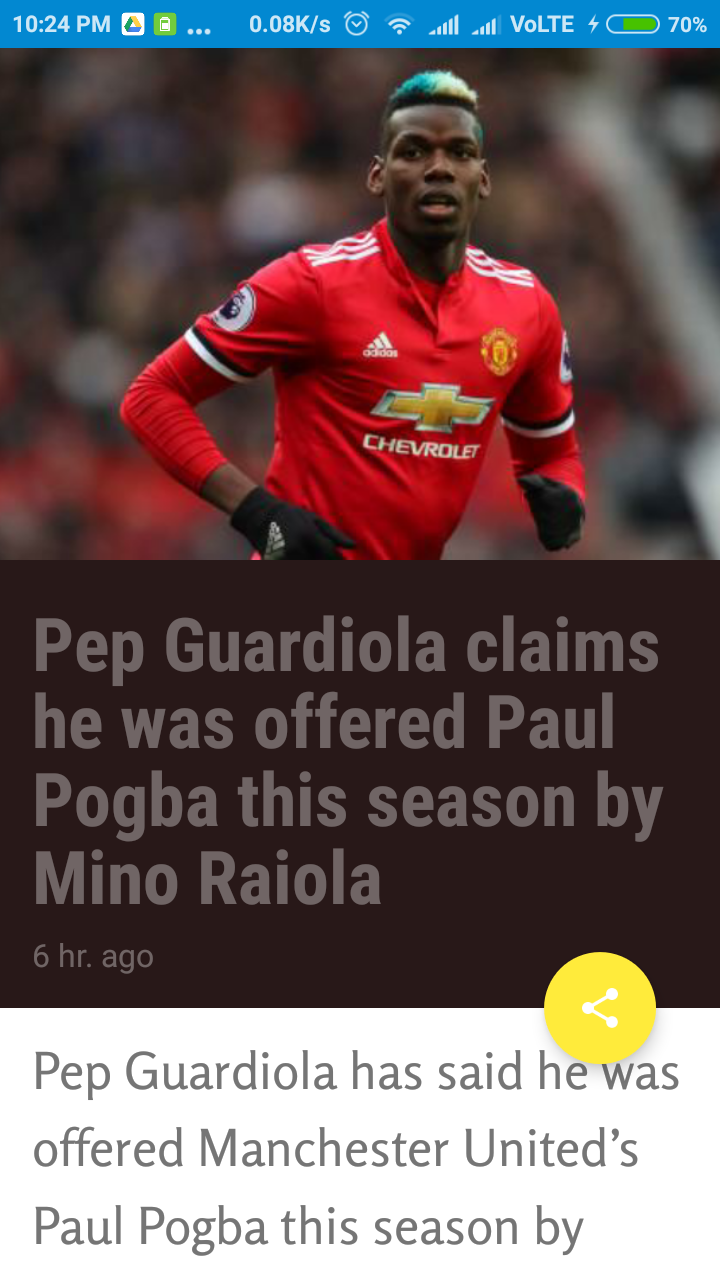 10:24 PM ... 0.08K/s VoLTE 70%
adidas
CHEVROLET
Pep Guardiola claims
he was offered Paul
Pogba this season by
Mino Raiola
6 hr. ago
Pep Guardiola has said he was
offered Manchester United’s
Paul Pogba this season by